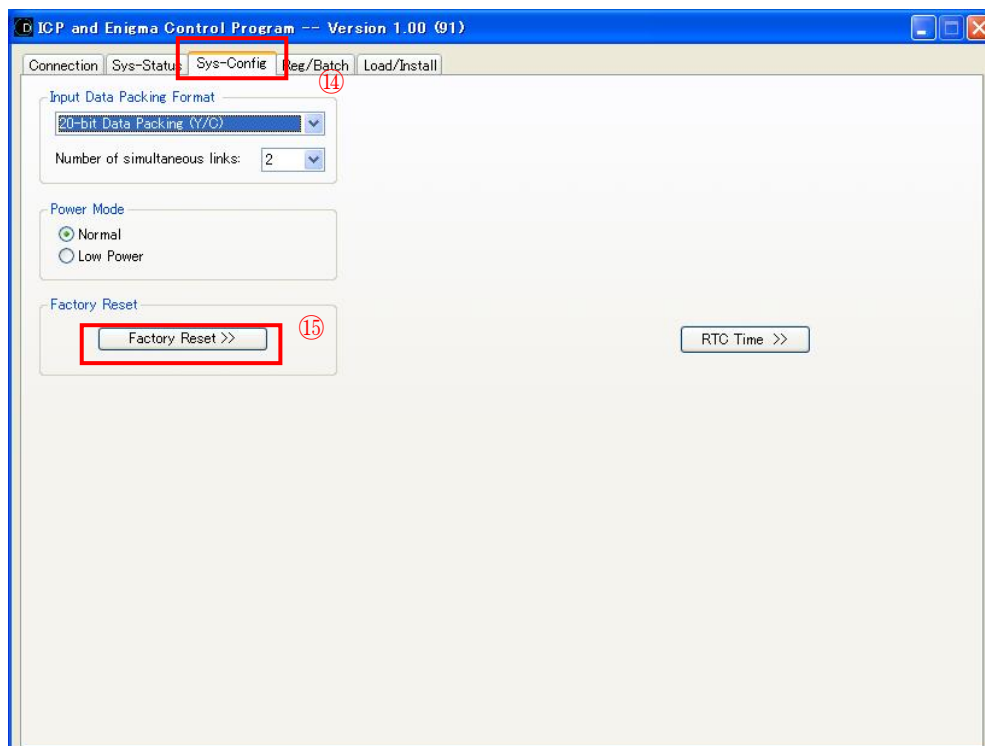 ICP and Enigma Control Program -- Version 1.00 (91)
Connection Sys-Status Sys-Config Reg/Batch Load/Install
⑭
Input Data Packing Format
20-bit Data Packing (Y/C)
Number of simultaneous links: 2
Power Mode
Normal
Low Power
Factory Reset
Factory Reset >>
⑮
RTC Time >>